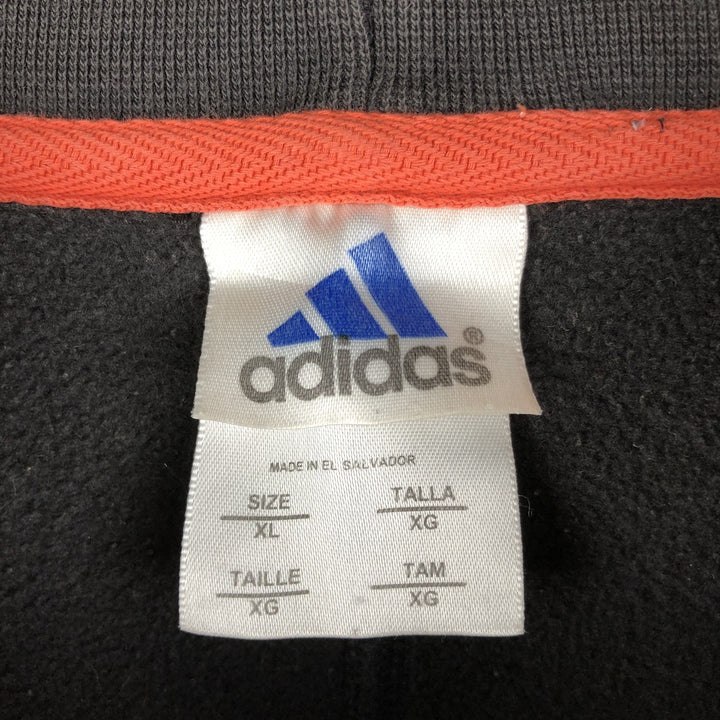 adidas®
MADE IN EL SALVADOR
SIZE TALLA
XL XG
TAILLE TAM
XG XG